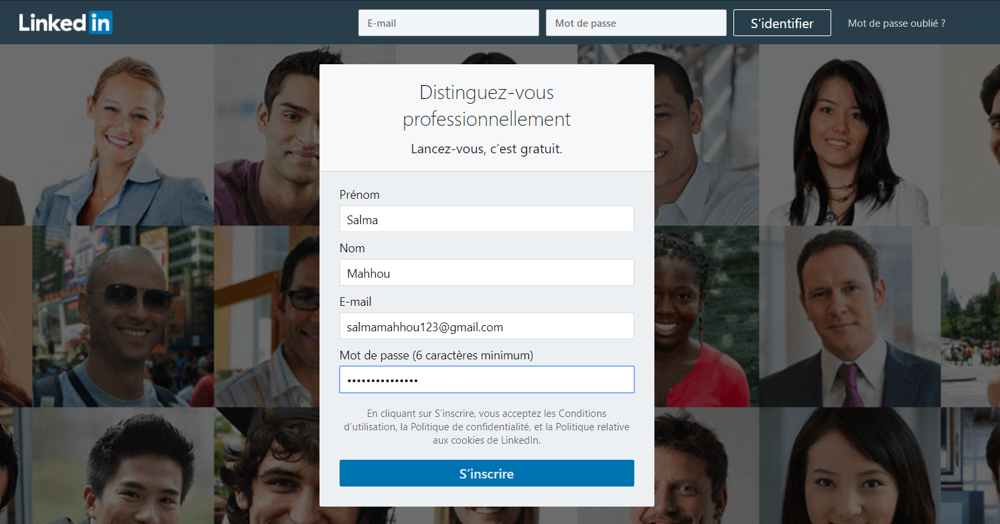 Linked in
E-mail
Mot de passe
S'identifier
Mot de passe oublié ?
Distinguez-vous
professionnellement
Lancez-vous, c'est gratuit.
Prénom
Salma
Nom
Mahhou
E-mail
salmamahhou123@gmail.com
Mot de passe (6 caractères minimum)
•••••••••••••••
En cliquant sur S'inscrire, vous acceptez les Conditions
d'utilisation, la Politique de confidentialité, et la Politique relative
aux cookies de LinkedIn.
S'inscrire